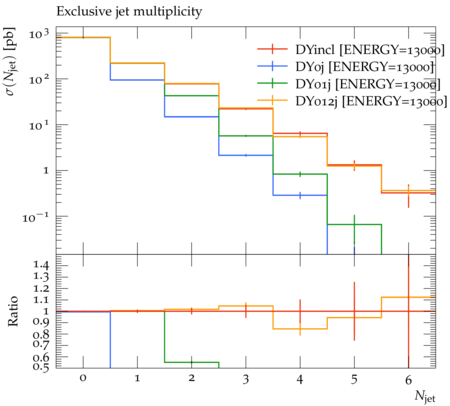 Exclusive jet multiplicity
σ(N_jet) [pb]
10³
10²
10¹
1
10⁻¹
DYincl [ENERGY=13000]
DY0j [ENERGY=13000]
DY01j [ENERGY=13000]
DY012j [ENERGY=13000]
Ratio
1.4
1.3
1.2
1.1
1.0
0.9
0.8
0.7
0.6
0.5
0 1 2 3 4 5 6
N_jet